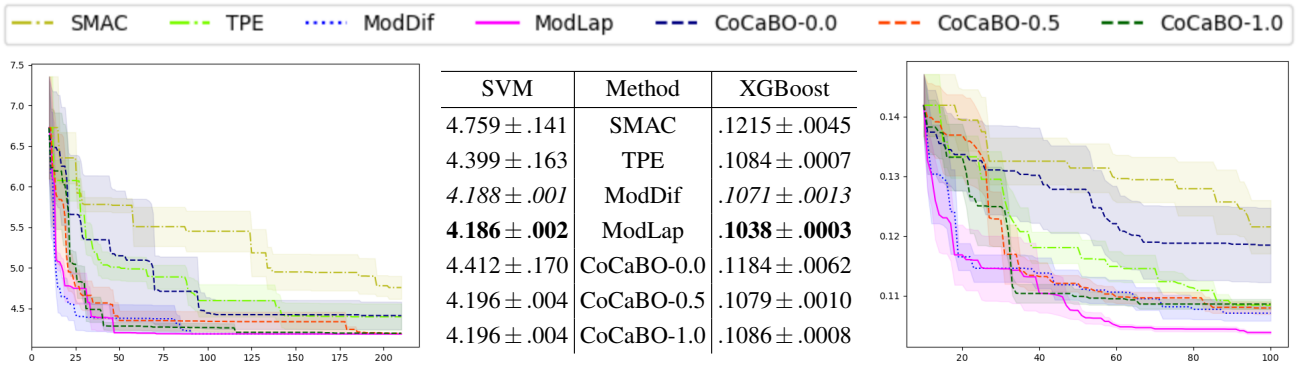 SMAC TPE ModDif ModLap CoCaBO-0.0 CoCaBO-0.5 CoCaBO-1.0
7.5
7.0
6.5
6.0
5.5
5.0
4.5
0 25 50 75 100 125 150 175 200
SVM Method XGBoost
4.759 ± .141 SMAC .1215 ± .0045
4.399 ± .163 TPE .1084 ± .0007
4.188 ± .001 ModDif .1071 ± .0013
4.186 ± .002 ModLap .1038 ± .0003
4.412 ± .170 CoCaBO-0.0 .1184 ± .0062
4.196 ± .004 CoCaBO-0.5 .1079 ± .0010
4.196 ± .004 CoCaBO-1.0 .1086 ± .0008
0.14
0.13
0.12
0.11
20 40 60 80 100